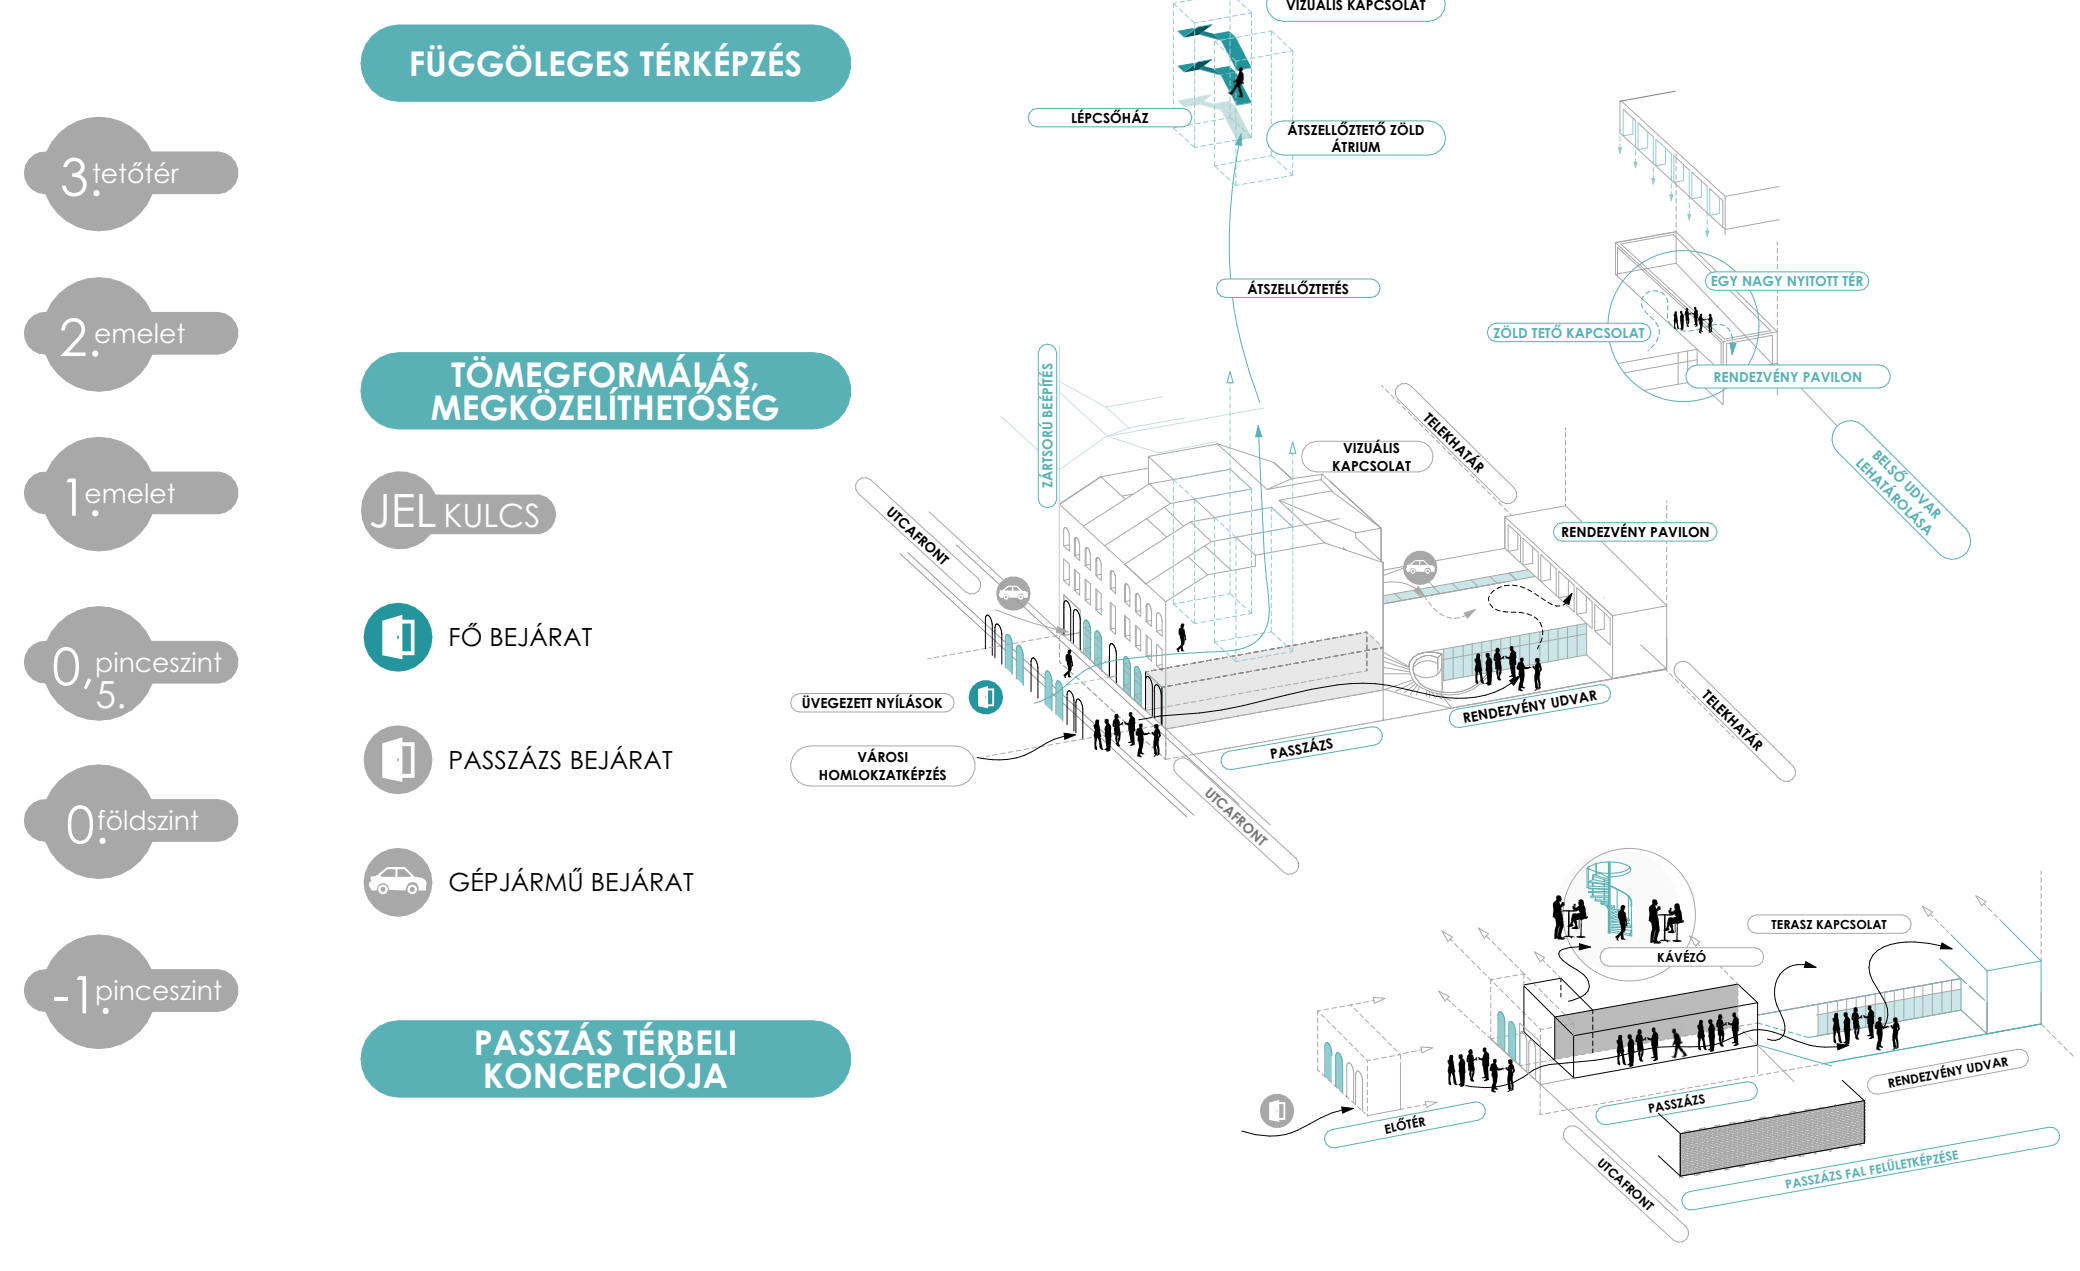 FÜGGÖLEGES TÉRKÉPZÉS
3. tetőtér
2. emelet
1. emelet
0,5. pinceszint
0. földszint
-1. pinceszint
TÖMEGFORMÁLÁS,
MEGKÖZELÍTHETŐSÉG
JEL KULCS
FŐ BEJÁRAT
PASSZÁZS BEJÁRAT
GÉPJÁRMŰ BEJÁRAT
PASSZÁS TÉRBELI
KONCEPCIÓJA
VIZUÁLIS KAPCSOLAT
LÉPCSŐHÁZ
ÁTSZELLŐZTETŐ ZÖLD
ÁTRIUM
ÁTSZELLŐZTETÉS
EGY NAGY NYITOTT TÉR
ZÖLD TETŐ KAPCSOLAT
RENDEZVÉNY PAVILON
BELSŐ UDVAR
LEHATÁROLÁSA
ZÁRTSORÚ BEÉPÍTÉS
VIZUÁLIS
KAPCSOLAT
TELEKHATÁR
UTCAFRONT
RENDEZVÉNY PAVILON
ÜVEGEZETT NYÍLÁSOK
VÁROSI
HOMLOKZATKÉPZÉS
PASSZÁZS
RENDEZVÉNY UDVAR
TELEKHATÁR
UTCAFRONT
KÁVÉZÓ
TERASZ KAPCSOLAT
ELŐTÉR
PASSZÁZS
RENDEZVÉNY UDVAR
UTCAFRONT
PASSZÁZS FAL FELÜLETKÉPZÉSE